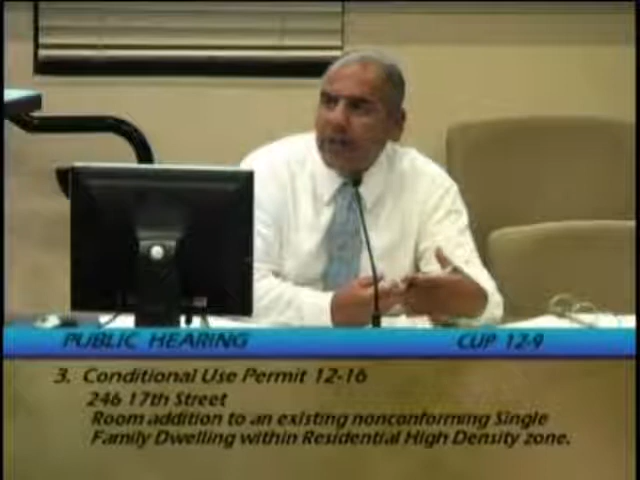 PUBLIC HEARING CUP 12-9
3. Conditional Use Permit 12-16
246 17th Street
Room addition to an existing nonconforming Single
Family Dwelling within Residential High Density zone.